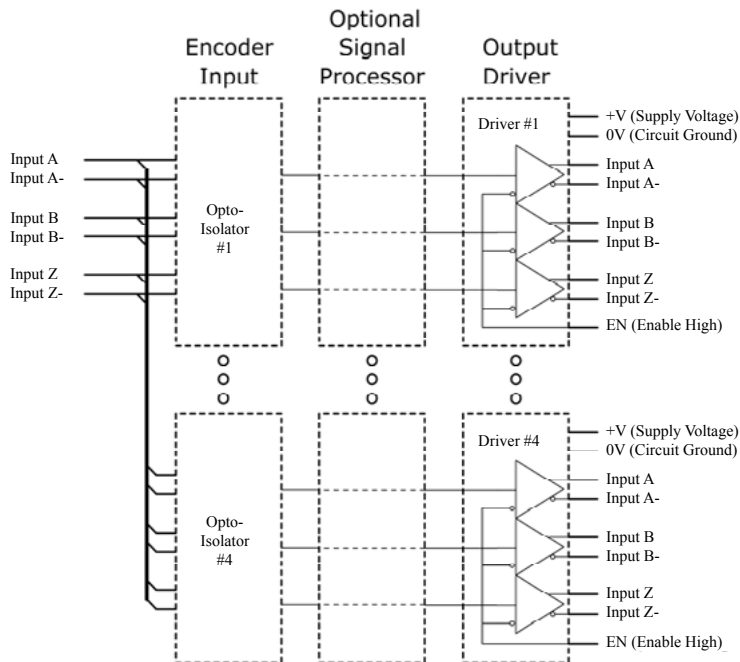 Encoder
Input
Optional
Signal
Processor
Output
Driver
Input A
Input A-
Input B
Input B-
Input Z
Input Z-
Opto-
Isolator
#1
Driver #1
+V (Supply Voltage)
0V (Circuit Ground)
Input A
Input A-
Input B
Input B-
Input Z
Input Z-
EN (Enable High)
Opto-
Isolator
#4
Driver #4
+V (Supply Voltage)
0V (Circuit Ground)
Input A
Input A-
Input B
Input B-
Input Z
Input Z-
EN (Enable High)